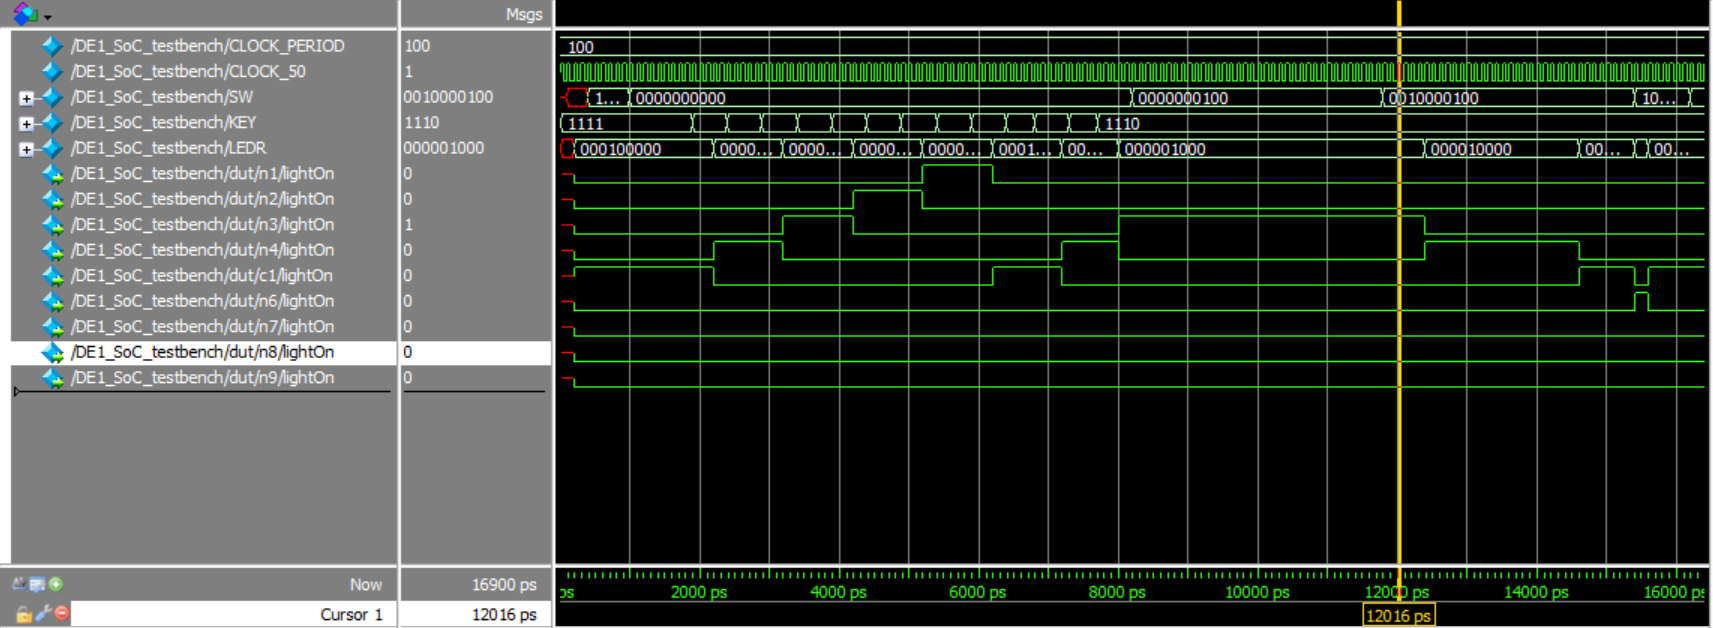 Msgs
/DE1_SoC_testbench/CLOCK_PERIOD 100 100
/DE1_SoC_testbench/CLOCK_50 1
/DE1_SoC_testbench/SW 0010000100 1... 0000000000 0000000100 0010000100 10...
/DE1_SoC_testbench/KEY 1110 1111 1110
/DE1_SoC_testbench/LEDR 000001000 000100000 0000... 0000... 0000... 0000... 0001... 00... 000001000 000010000 00... 00...
/DE1_SoC_testbench/dut/n1/lightOn 0
/DE1_SoC_testbench/dut/n2/lightOn 0
/DE1_SoC_testbench/dut/n3/lightOn 1
/DE1_SoC_testbench/dut/n4/lightOn 0
/DE1_SoC_testbench/dut/c1/lightOn 0
/DE1_SoC_testbench/dut/n6/lightOn 0
/DE1_SoC_testbench/dut/n7/lightOn 0
/DE1_SoC_testbench/dut/n8/lightOn 0
/DE1_SoC_testbench/dut/n9/lightOn 0
Now 16900 ps ps 2000 ps 4000 ps 6000 ps 8000 ps 10000 ps 12000 ps 14000 ps 16000 ps
Cursor 1 12016 ps 12016 ps